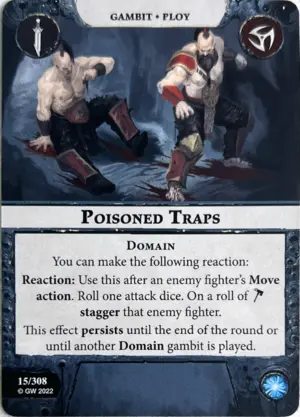 GAMBIT • PLOY
POISONED TRAPS
DOMAIN
You can make the following reaction:
Reaction: Use this after an enemy fighter's Move
action. Roll one attack dice. On a roll of
stagger that enemy fighter.
This effect persists until the end of the round or
until another Domain gambit is played.
15/308
© GW 2022